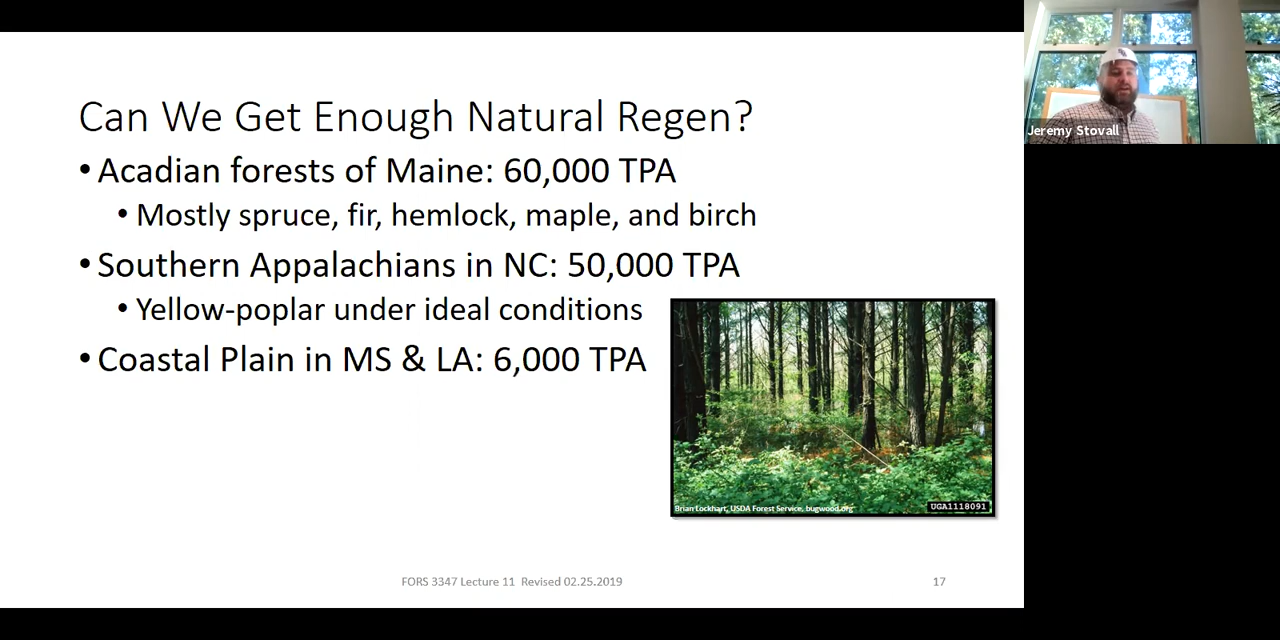 Can We Get Enough Natural Regen?
• Acadian forests of Maine: 60,000 TPA
• Mostly spruce, fir, hemlock, maple, and birch
• Southern Appalachians in NC: 50,000 TPA
• Yellow-poplar under ideal conditions
• Coastal Plain in MS & LA: 6,000 TPA
Brian Lockhart, USDA Forest Service, bugwood.org
UGA1118091
FORS 3347 Lecture 11 Revised 02.25.2019
17
Jeremy Stovall